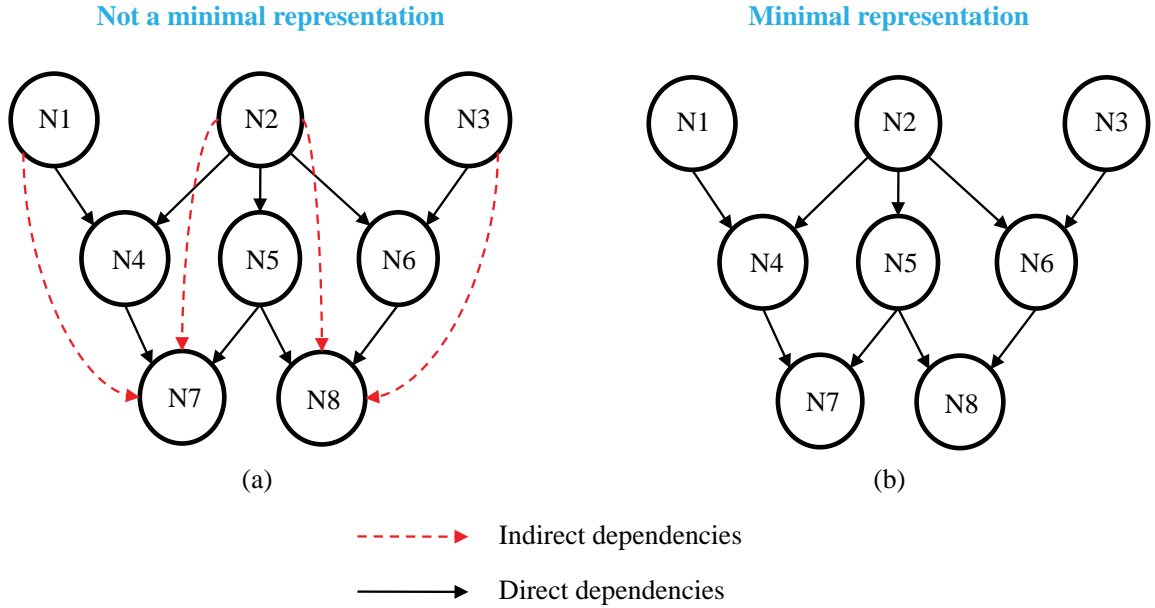 Not a minimal representation
Minimal representation
N1 N2 N3
N1 N2 N3
N4 N5 N6
N4 N5 N6
N7 N8
N7 N8
(a)
(b)
Indirect dependencies
Direct dependencies